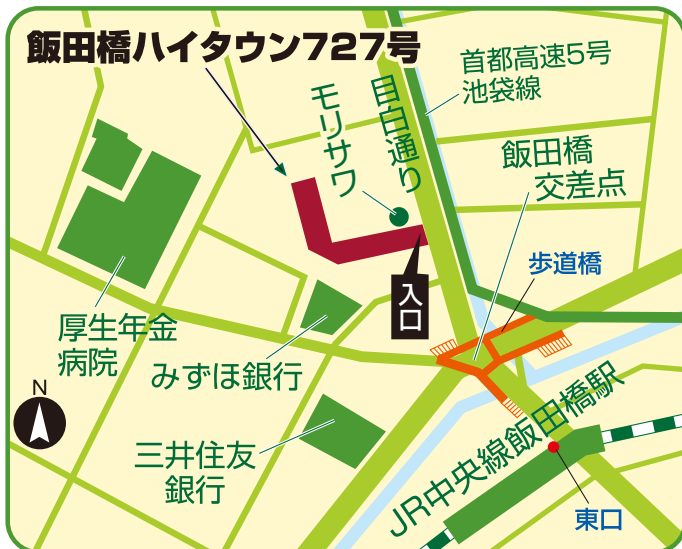 飯田橋ハイタウン727号
首都高速5号
池袋線
モリサワ
目白通り
飯田橋
交差点
歩道橋
入口
厚生年金
病院
みずほ銀行
N
三井住友
銀行
JR中央線飯田橋駅
東口